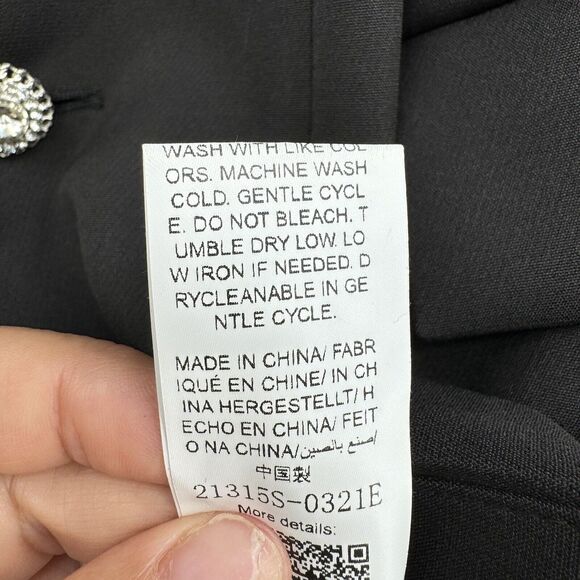 WASH WITH LIKE COL
ORS. MACHINE WASH
COLD. GENTLE CYCL
E. DO NOT BLEACH. T
UMBLE DRY LOW. LO
W IRON IF NEEDED. D
RYCLEANABLE IN GE
NTLE CYCLE.
MADE IN CHINA/ FABR
IQUÉ EN CHINE/ IN CH
INA HERGESTELLT/ H
ECHO EN CHINA/ FEIT
O NA CHINA/صنع بالصين/
中国製
21315S-0321E
More details: